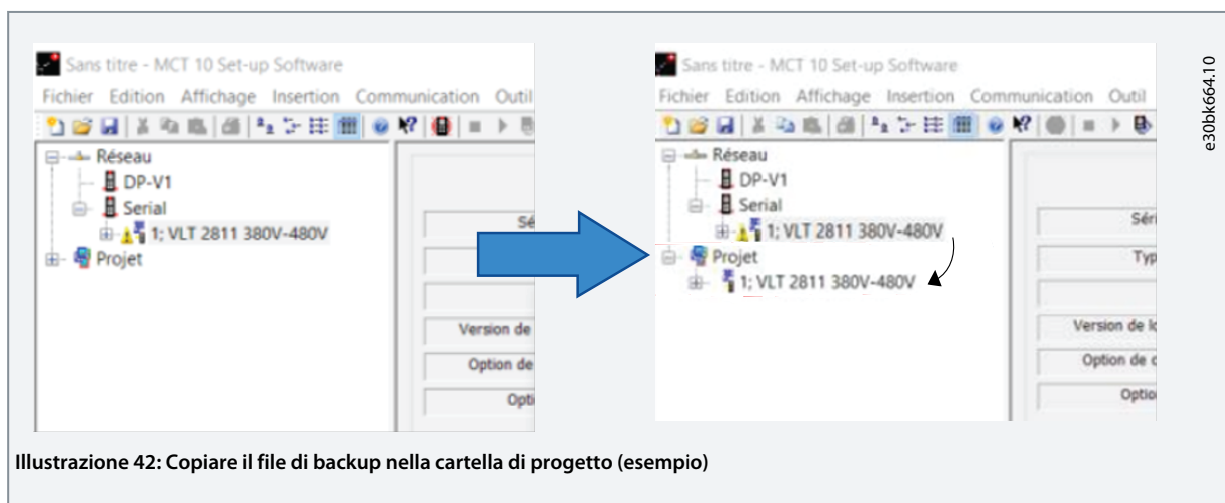 Sans titre - MCT 10 Set-up Software
Fichier Edition Affichage Insertion Communication Outil
Réseau
DP-V1
Serial
1; VLT 2811 380V-480V
Projet
Sé
Version de
Option de
Opti
Sans titre - MCT 10 Set-up Software
Fichier Edition Affichage Insertion Communication Outil
Réseau
DP-V1
Serial
1; VLT 2811 380V-480V
Projet
1; VLT 2811 380V-480V
Séri
Typ
Version de lo
Option de c
Optio
e30bk664.10
Illustrazione 42: Copiare il file di backup nella cartella di progetto (esempio)